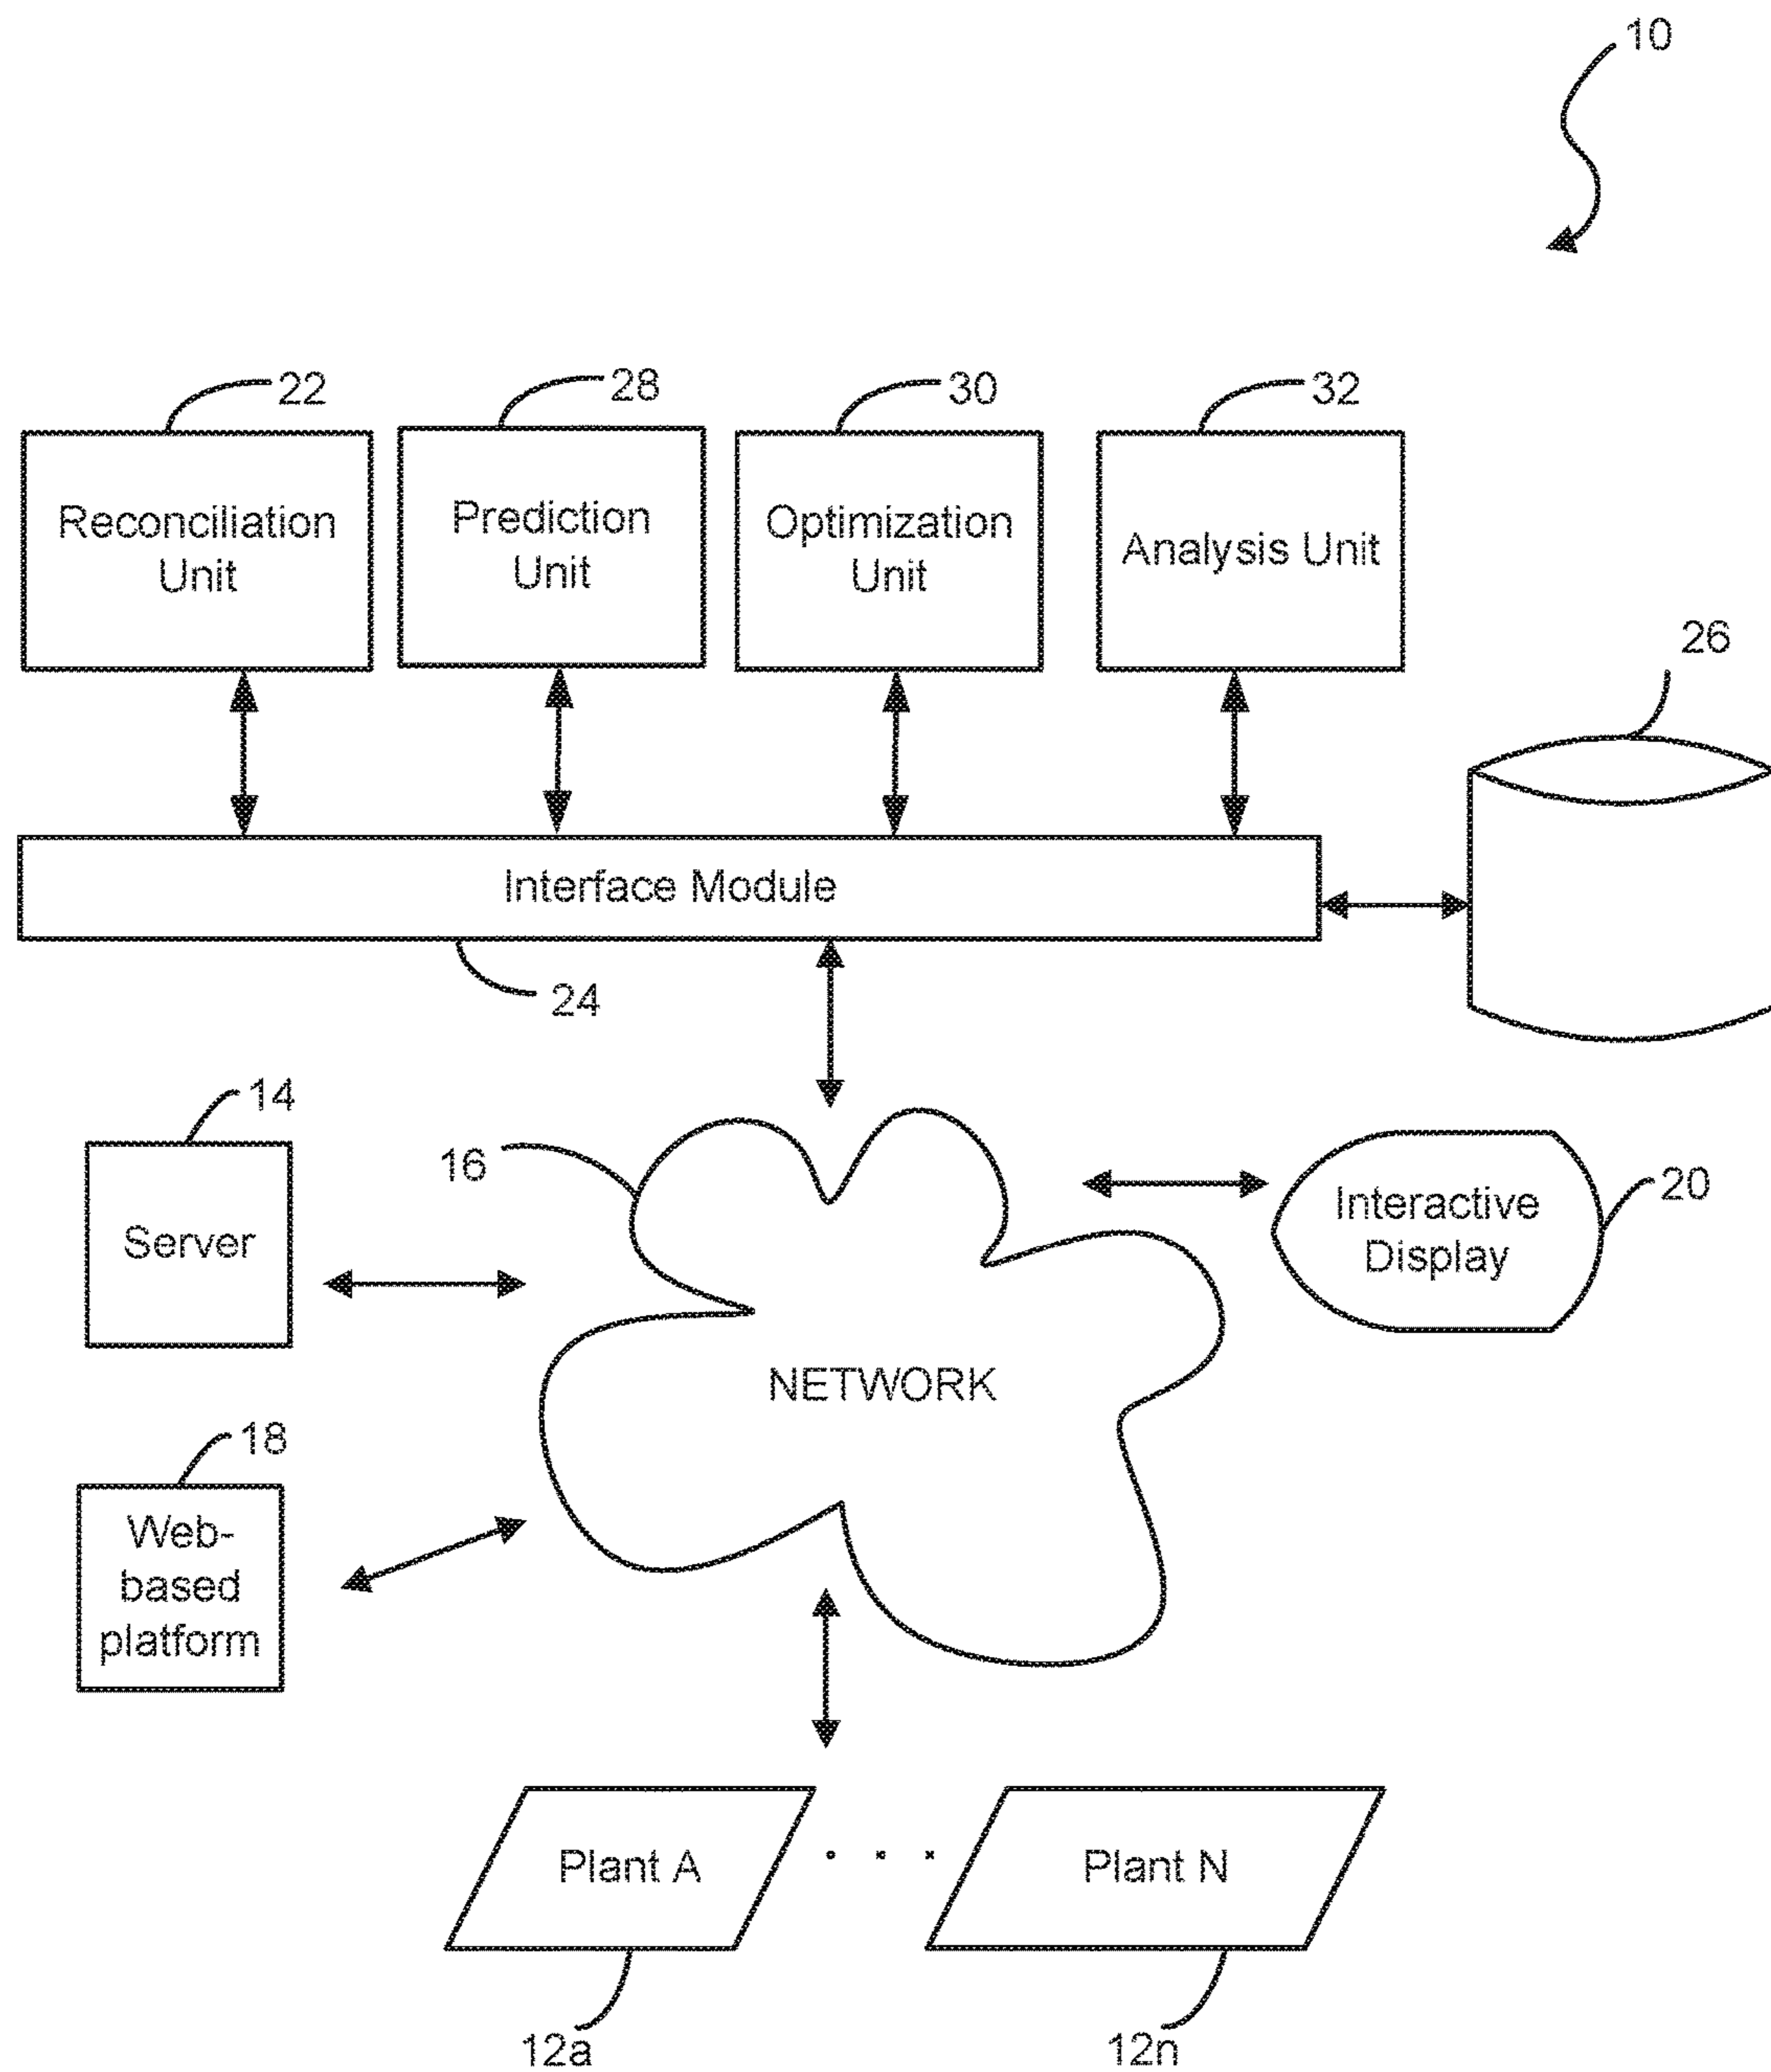 10
22
28
30
32
Reconciliation
Unit
Prediction
Unit
Optimization
Unit
Analysis Unit
26
Interface Module
24
14
Server
16
Interactive
Display
20
NETWORK
18
Web-
based
platform
Plant A
Plant N
12a
12n